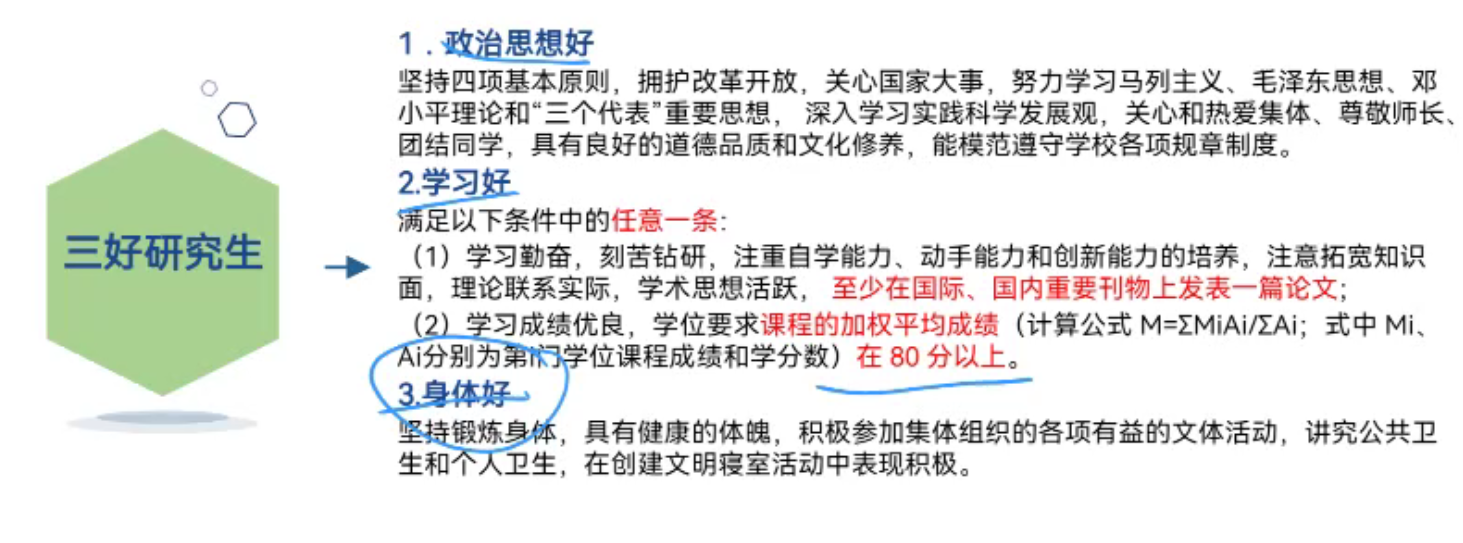 三好研究生
1．政治思想好
坚持四项基本原则，拥护改革开放，关心国家大事，努力学习马列主义、毛泽东思想、邓
小平理论和“三个代表”重要思想， 深入学习实践科学发展观，关心和热爱集体、尊敬师长、
团结同学，具有良好的道德品质和文化修养，能模范遵守学校各项规章制度。
2.学习好
满足以下条件中的任意一条：
（1）学习勤奋，刻苦钻研，注重自学能力、动手能力和创新能力的培养，注意拓宽知识
面，理论联系实际，学术思想活跃， 至少在国际、国内重要刊物上发表一篇论文；
（2）学习成绩优良，学位要求课程的加权平均成绩（计算公式 M=ΣMiAi/ΣAi；式中 Mi、
Ai分别为第i门学位课程成绩和学分数）在 80 分以上。
3.身体好
坚持锻炼身体，具有健康的体魄，积极参加集体组织的各项有益的文体活动，讲究公共卫
生和个人卫生，在创建文明寝室活动中表现积极。